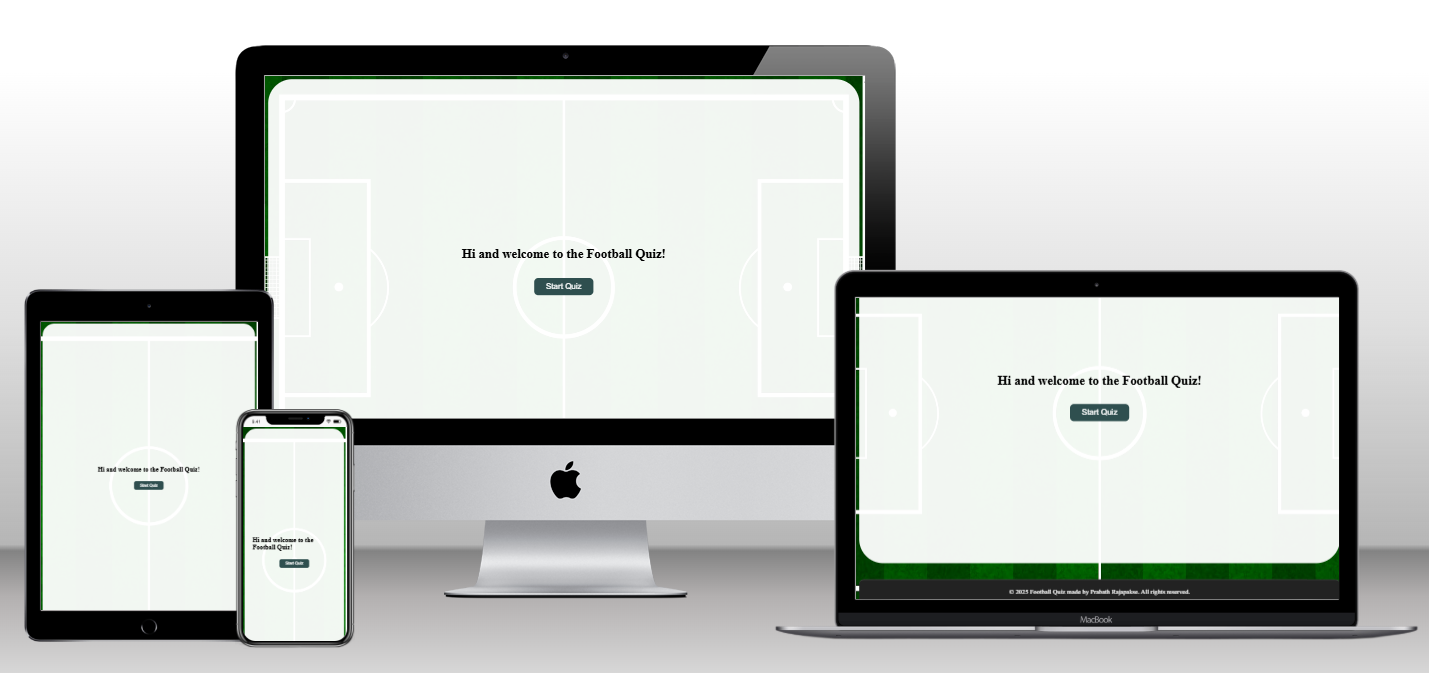 Hi and welcome to the Football Quiz!
Start Quiz
Hi and welcome to the Football Quiz!
Start Quiz
© 2025 Football Quiz made by Prabath Rajapakse. All rights reserved.
MacBook
Hi and welcome to the Football Quiz!
Start Quiz
9:41
Hi and welcome to the
Football Quiz!
Start Quiz